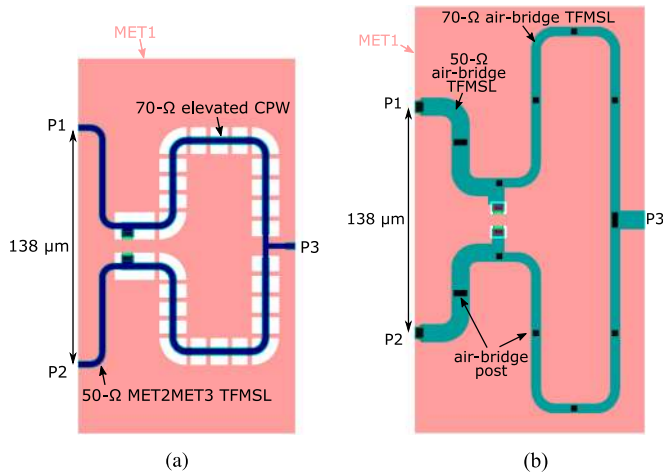 MET1
70-Ω elevated CPW
P1
138 μm
P3
P2
50-Ω MET2MET3 TFMSL
(a)
70-Ω air-bridge TFMSL
MET1
50-Ω
air-bridge
TFMSL
P1
138 μm
P3
P2
air-bridge
post
(b)